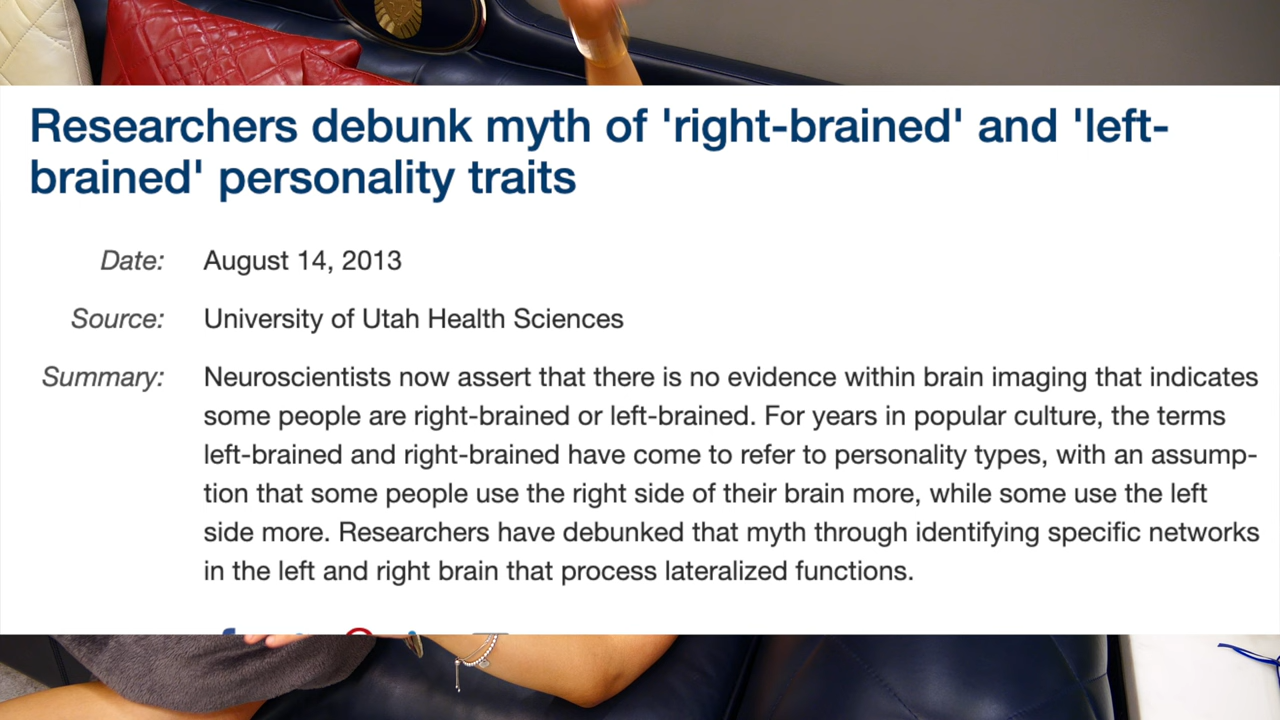 Researchers debunk myth of 'right-brained' and 'left-
brained' personality traits
Date: August 14, 2013
Source: University of Utah Health Sciences
Summary: Neuroscientists now assert that there is no evidence within brain imaging that indicates
some people are right-brained or left-brained. For years in popular culture, the terms
left-brained and right-brained have come to refer to personality types, with an assump-
tion that some people use the right side of their brain more, while some use the left
side more. Researchers have debunked that myth through identifying specific networks
in the left and right brain that process lateralized functions.